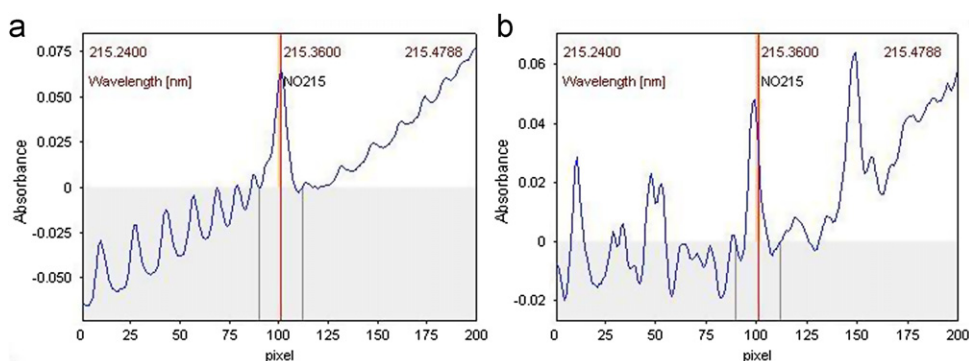 a
215.2400 215.3600 215.4788
Wavelength [nm] NO215
Absorbance
0.075
0.050
0.025
0
-0.025
-0.050
0 25 50 75 100 125 150 175 200
pixel
b
215.2400 215.3600 215.4788
Wavelength [nm] NO215
Absorbance
0.06
0.04
0.02
0
-0.02
0 25 50 75 100 125 150 175 200
pixel